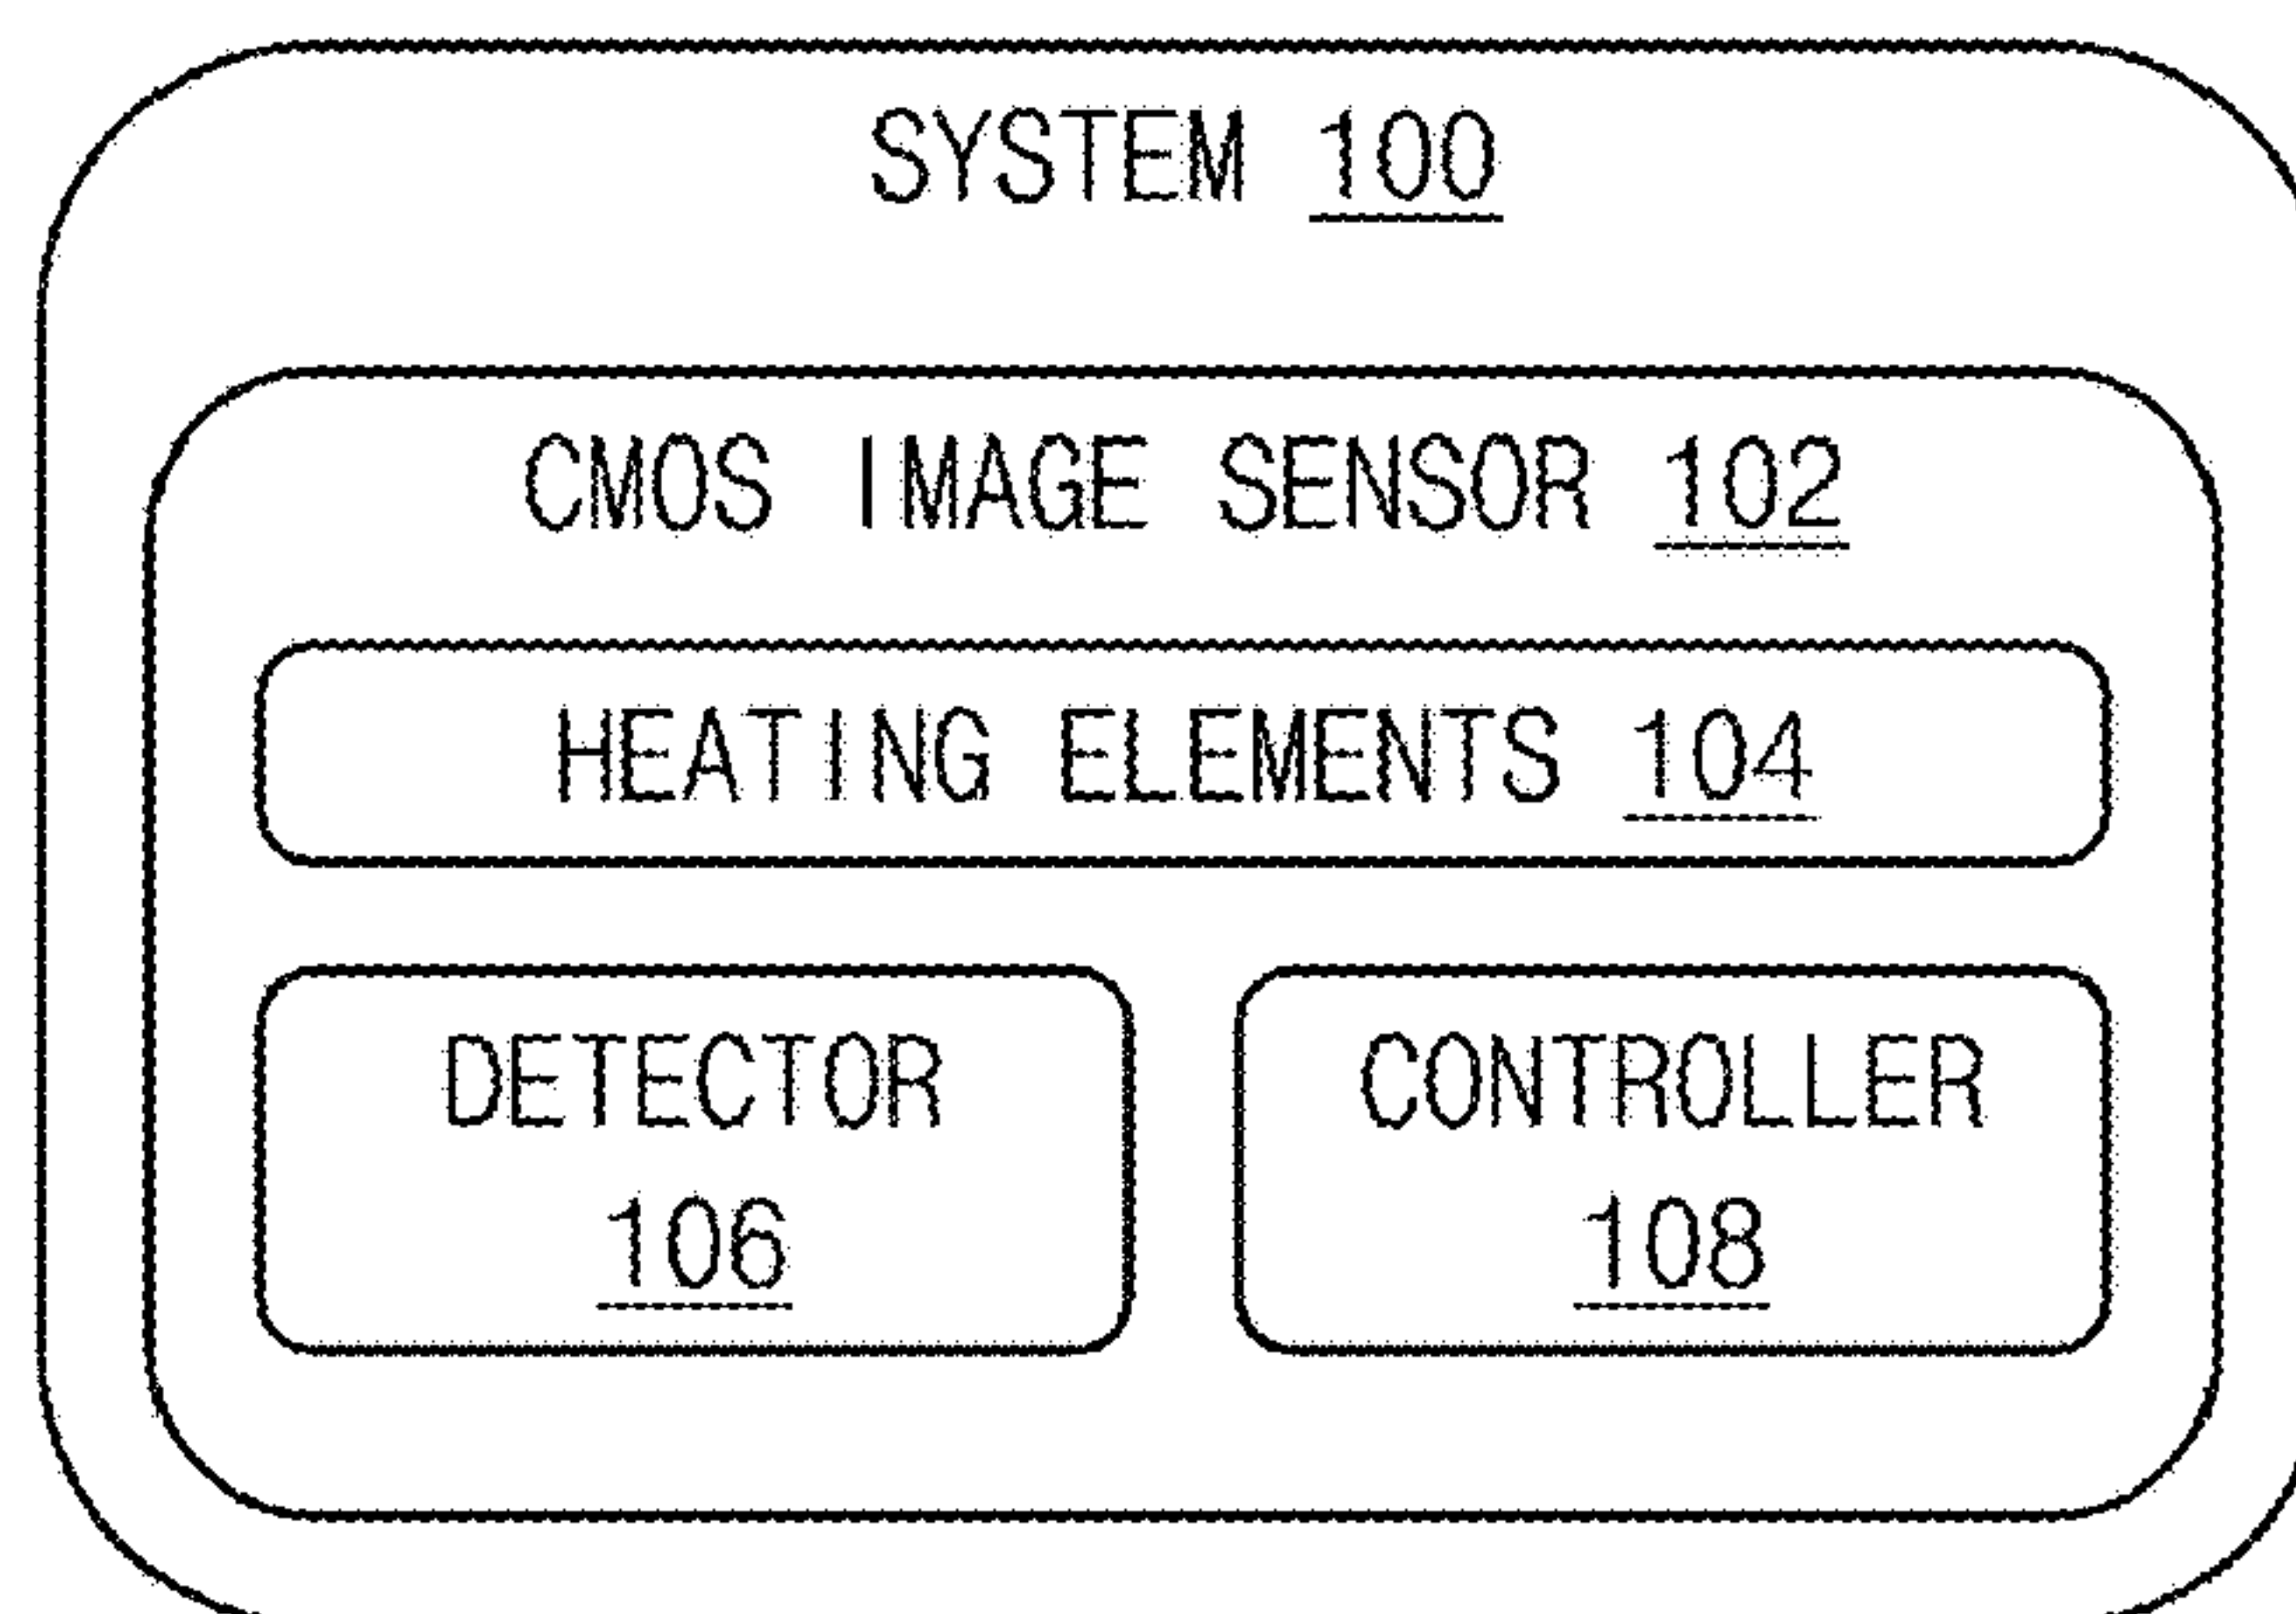 SYSTEM 100
CMOS IMAGE SENSOR 102
HEATING ELEMENTS 104
DETECTOR
106
CONTROLLER
108